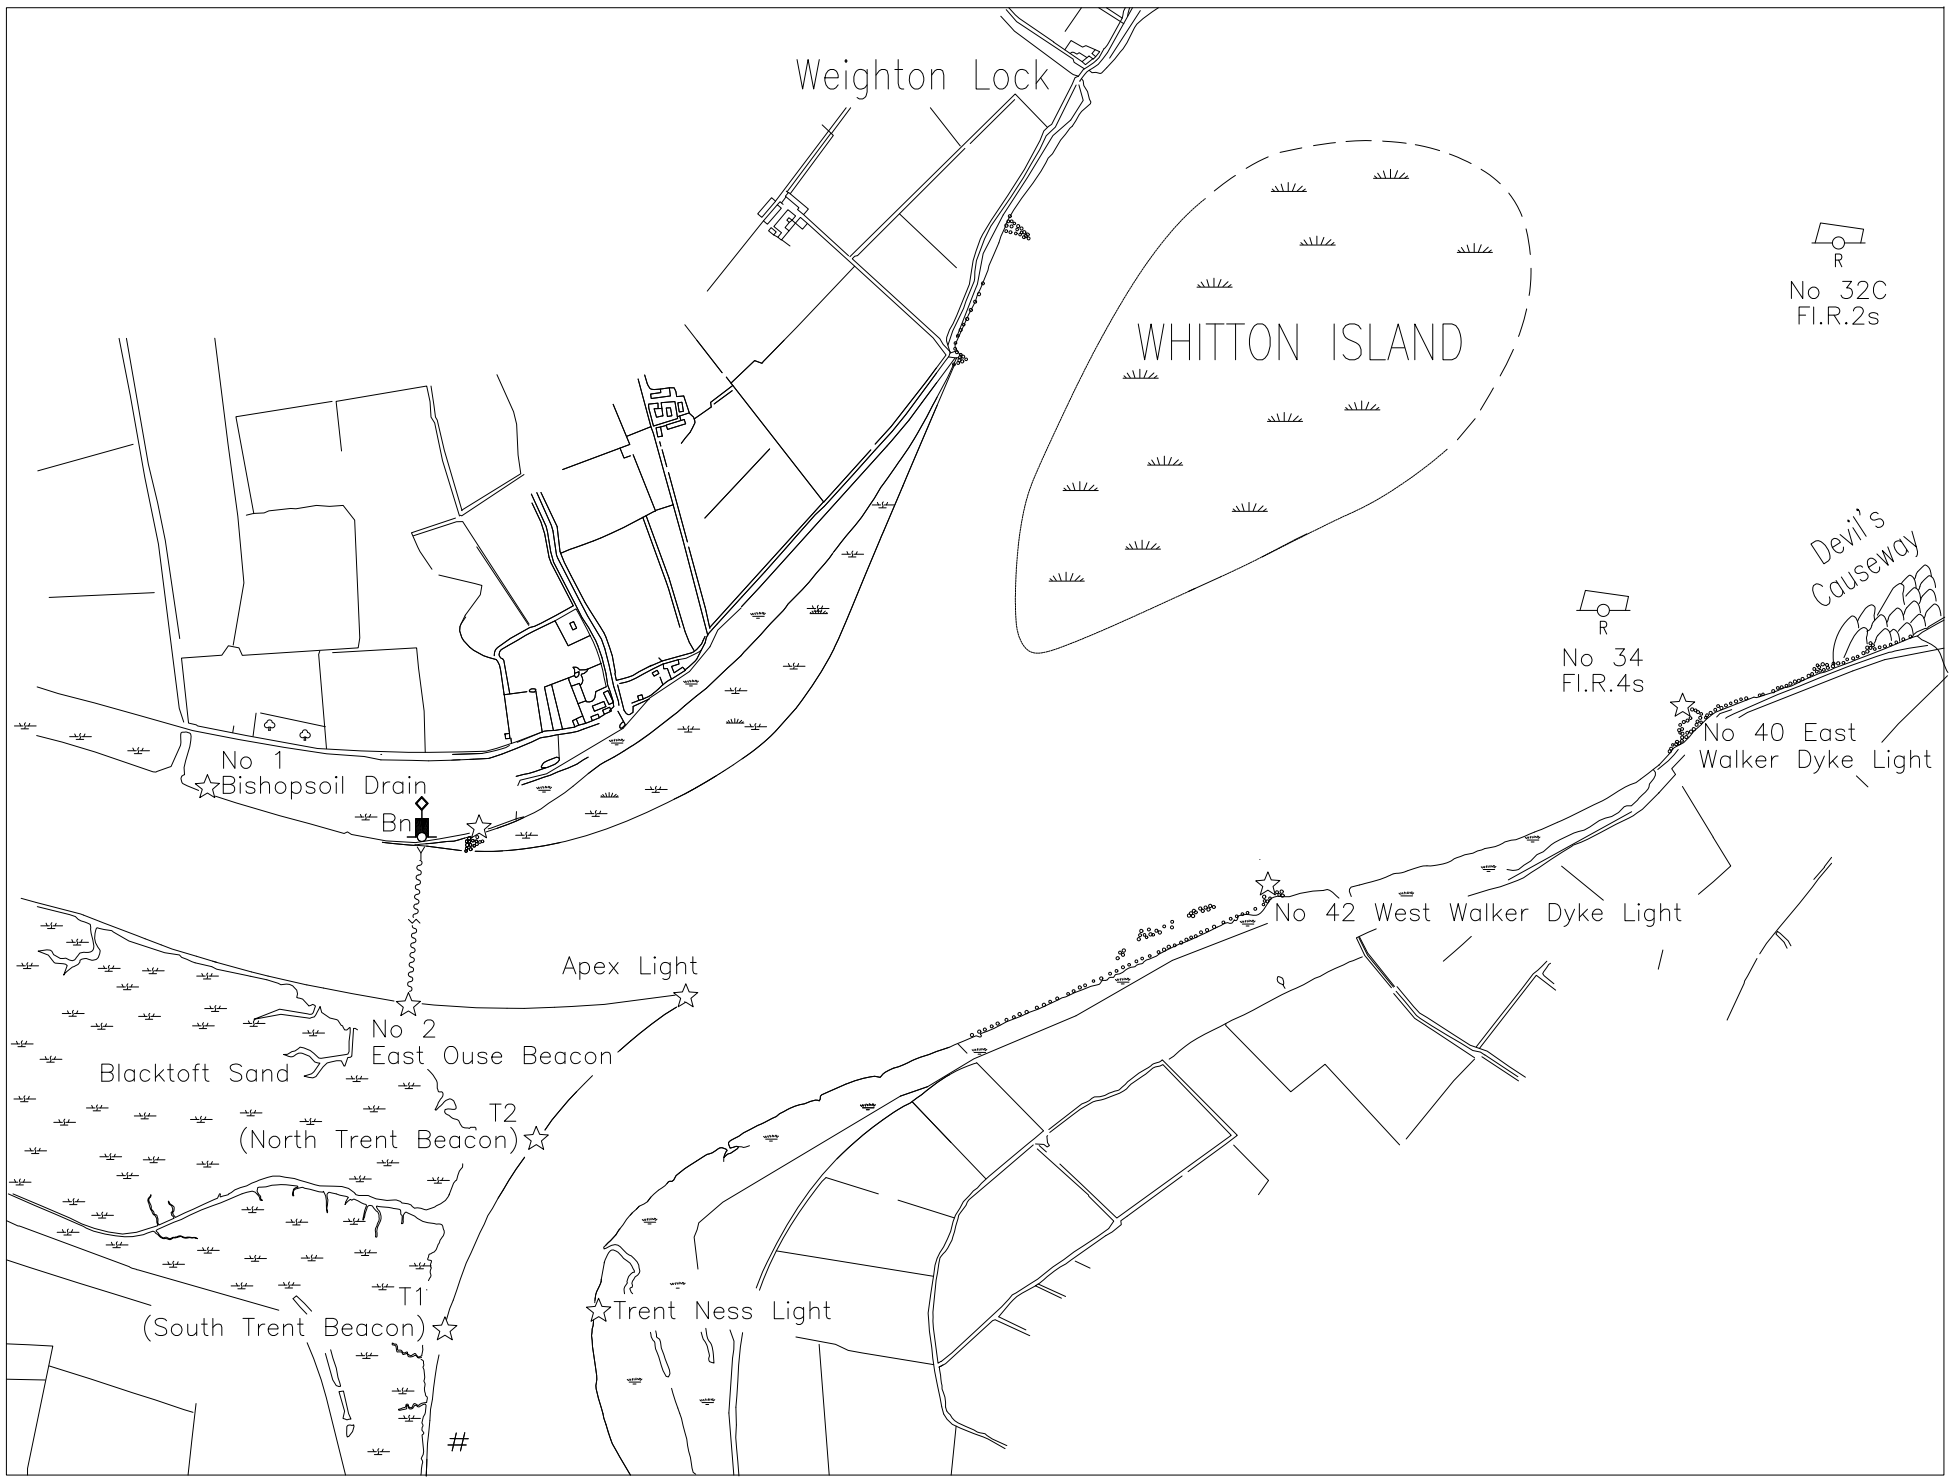 Weighton Lock
No 32C
Fl.R.2s
R
WHITTON ISLAND
Devil's
Causeway
R
No 34
Fl.R.4s
No 40 East
Walker Dyke Light
No 1
Bishopsoil Drain
Bn
No 42 West Walker Dyke Light
Apex Light
No 2
East Ouse Beacon
Blacktoft Sand
T2
(North Trent Beacon)
T1
(South Trent Beacon)
Trent Ness Light
#